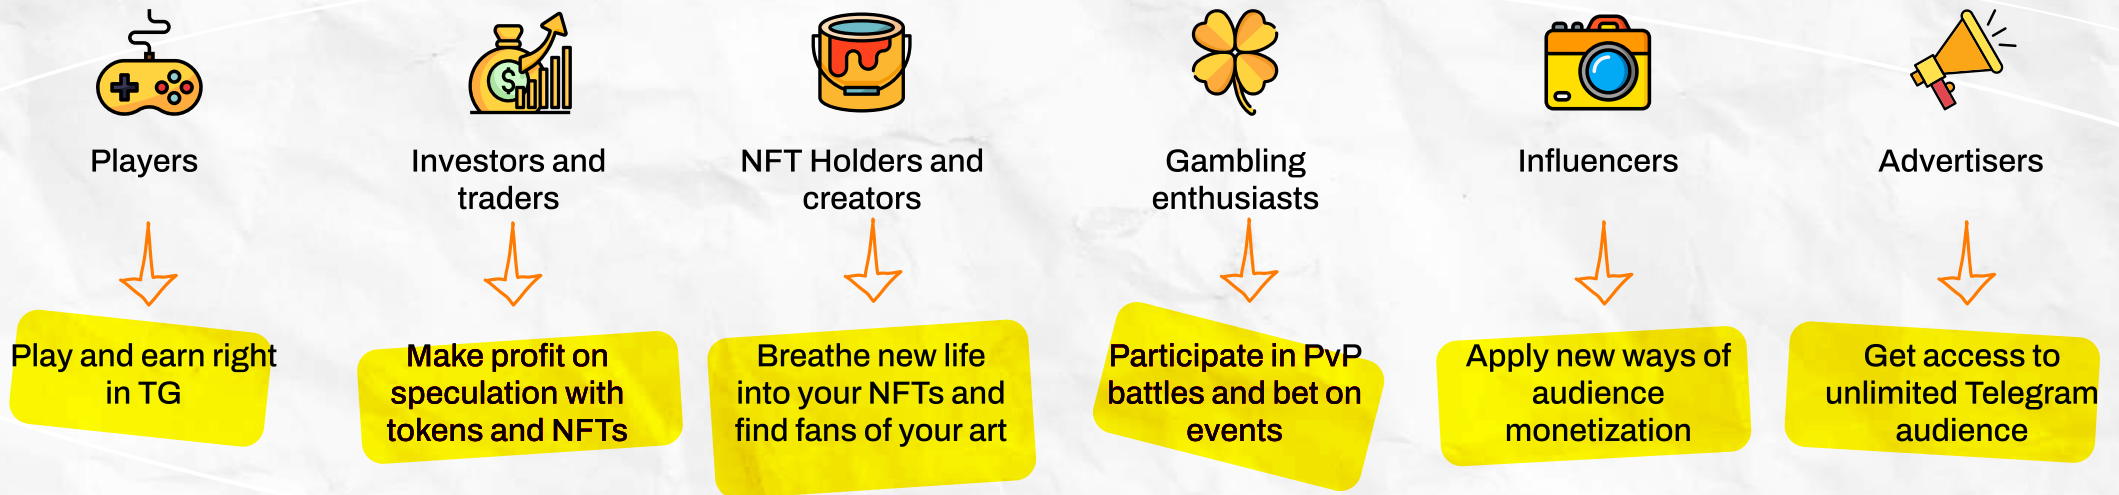 Players
Play and earn right
in TG
Investors and
traders
Make profit on
speculation with
tokens and NFTs
NFT Holders and
creators
Breathe new life
into your NFTs and
find fans of your art
Gambling
enthusiasts
Participate in PvP
battles and bet on
events
Influencers
Apply new ways of
audience
monetization
Advertisers
Get access to
unlimited Telegram
audience